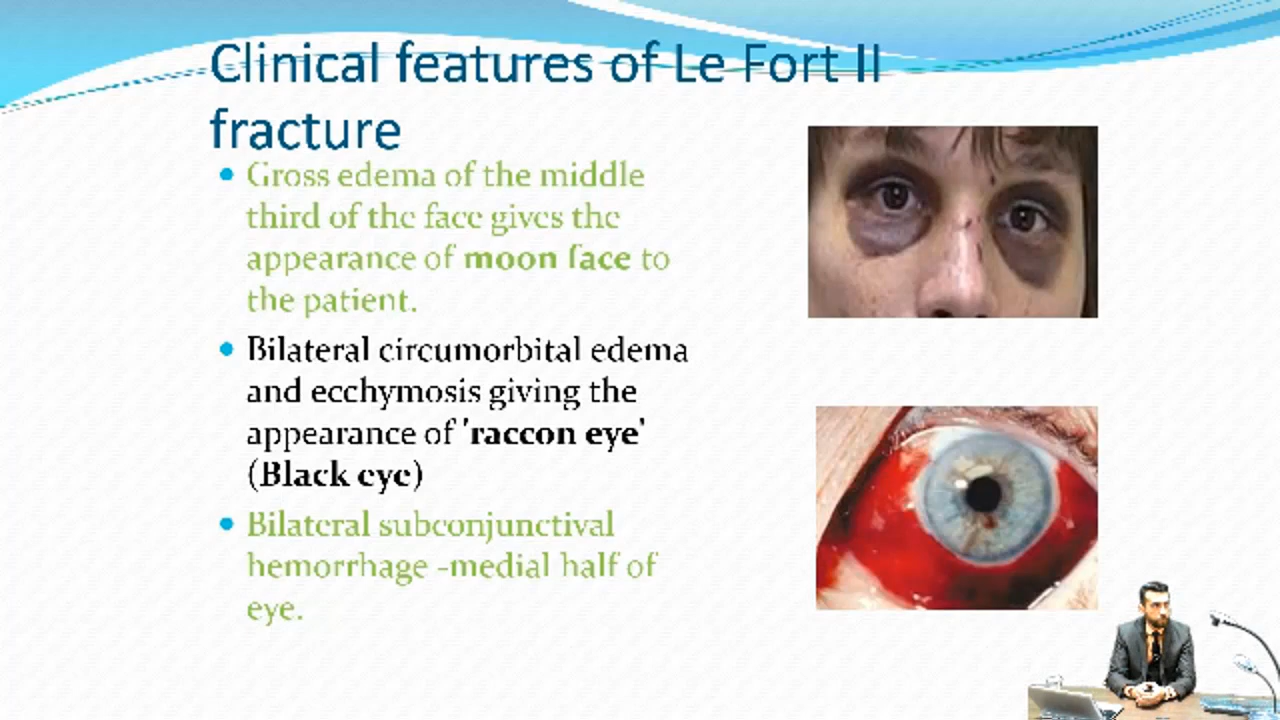 Clinical features of Le Fort II
fracture
Gross edema of the middle
third of the face gives the
appearance of moon face to
the patient.
Bilateral circumorbital edema
and ecchymosis giving the
appearance of 'raccon eye'
(Black eye)
Bilateral subconjunctival
hemorrhage -medial half of
eye.